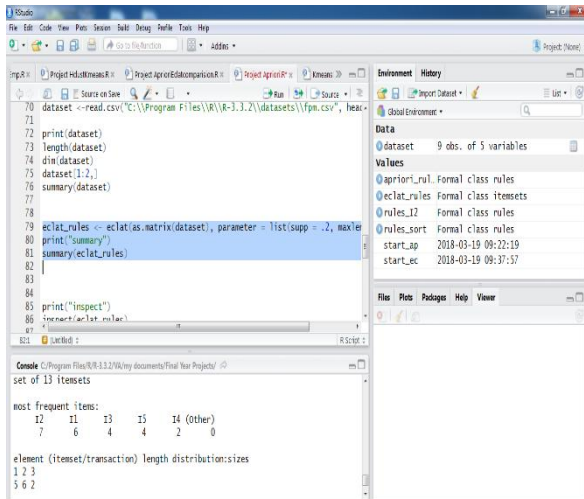 RStudio
File Edit Code View Plots Session Build Debug Profile Tools Help
Go to file/function Addins Project: (None)
mp.R Project HclustKmeans.R Project AprioriEclatcomparison.R Project Apriori.R* Kmeans
Source on Save Run Source
70 dataset <-read.csv("C:\\Program Files\\R\\R-3.3.2\\datasets\\fpm.csv", head
71
72 print(dataset)
73 length(dataset)
74 dim(dataset)
75 dataset[1:2,]
76 summary(dataset)
77
78
79 eclat_rules <- eclat(as.matrix(dataset), parameter = list(supp = .2, maxlen
80 print("summary")
81 summary(eclat_rules)
82
83
84
85 print("inspect")
86 inspect(eclat_rules)
87
82:1 (Untitled) R Script
Console C:/Program Files/R/R-3.3.2/VA/my documents/Final Year Projects/
set of 13 itemsets
most frequent items:
I2 I1 I3 I5 I4 (Other)
7 6 4 4 2 0
element (itemset/transaction) length distribution:sizes
1 2 3
5 6 2
Environment History
Import Dataset List
Global Environment
Data
dataset 9 obs. of 5 variables
Values
apriori_rul… Formal class rules
eclat_rules Formal class itemsets
rules_12 Formal class rules
rules_sort Formal class rules
start_ap 2018-03-19 09:22:19
start_ec 2018-03-19 09:37:57
Files Plots Packages Help Viewer